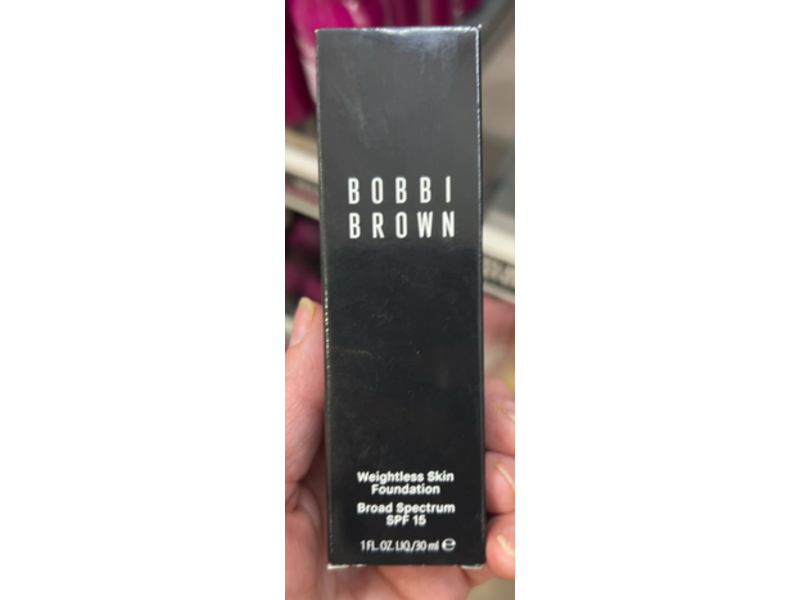 BOBBI
BROWN
Weightless Skin
Foundation
Broad Spectrum
SPF 15
1 FL. OZ. LIQ./30 ml ℮